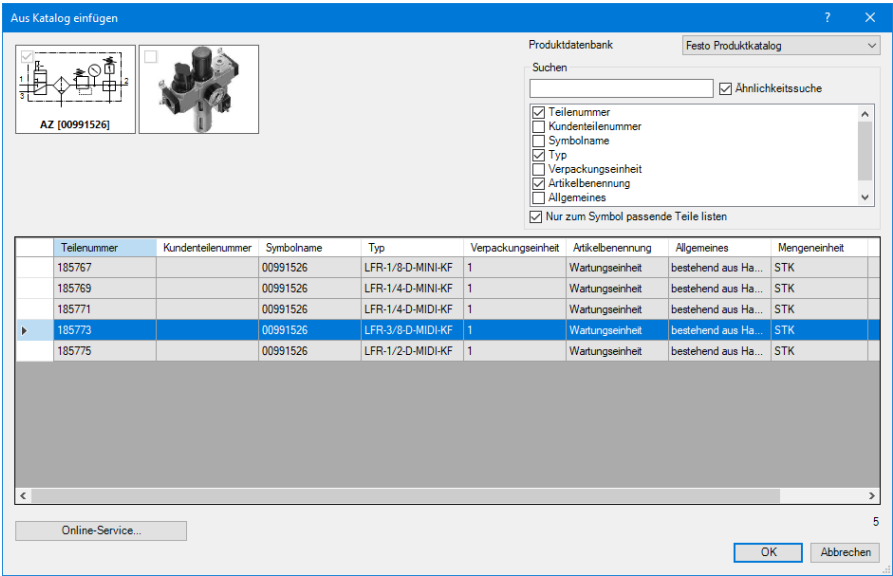 Aus Katalog einfügen
?
1
3
2
AZ [00991526]
Produktdatenbank
Festo Produktkatalog
Suchen
Ähnlichkeitssuche
Teilenummer
Kundenteilenummer
Symbolname
Typ
Verpackungseinheit
Artikelbenennung
Allgemeines
Nur zum Symbol passende Teile listen
Teilenummer Kundenteilenummer Symbolname Typ Verpackungseinheit Artikelbenennung Allgemeines Mengeneinheit
185767 00991526 LFR-1/8-D-MINI-KF 1 Wartungseinheit bestehend aus Ha... STK
185769 00991526 LFR-1/4-D-MINI-KF 1 Wartungseinheit bestehend aus Ha... STK
185771 00991526 LFR-1/4-D-MIDI-KF 1 Wartungseinheit bestehend aus Ha... STK
185773 00991526 LFR-3/8-D-MIDI-KF 1 Wartungseinheit bestehend aus Ha... STK
185775 00991526 LFR-1/2-D-MIDI-KF 1 Wartungseinheit bestehend aus Ha... STK
5
Online-Service...
OK Abbrechen